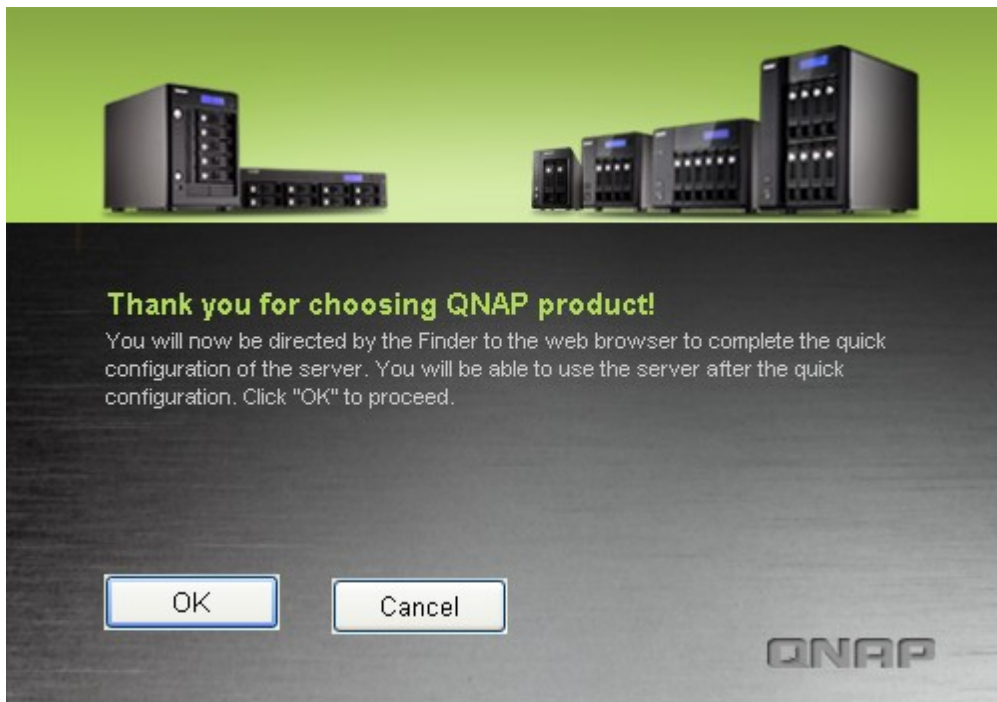 Thank you for choosing QNAP product!
You will now be directed by the Finder to the web browser to complete the quick
configuration of the server. You will be able to use the server after the quick
configuration. Click "OK" to proceed.
OK
Cancel
QNAP